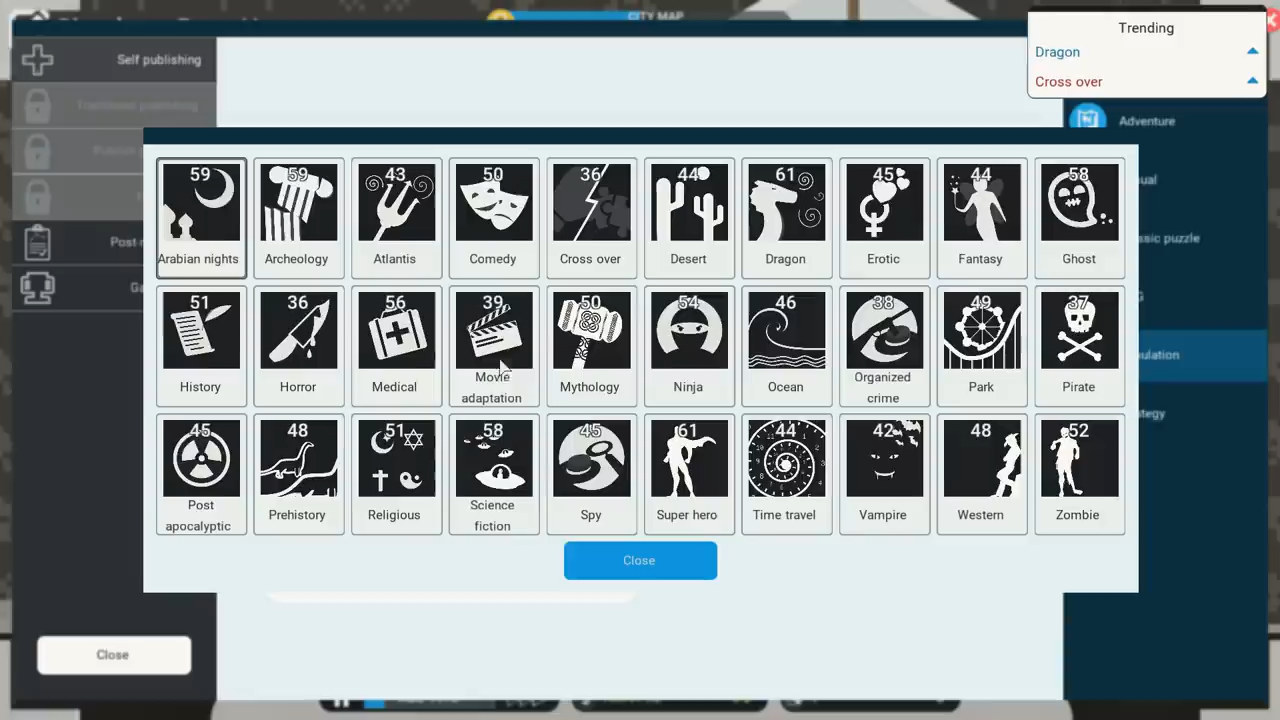 CITY MAP
Trending
Dragon
Cross over
Self publishing
Adventure
59
Arabian nights
59
Archeology
43
Atlantis
50
Comedy
36
Cross over
44
Desert
61
Dragon
45
Erotic
44
Fantasy
58
Ghost
51
History
36
Horror
56
Medical
39
Movie
adaptation
50
Mythology
54
Ninja
46
Ocean
38
Organized
crime
49
Park
37
Pirate
45
Post
apocalyptic
48
Prehistory
51
Religious
58
Science
fiction
45
Spy
61
Super hero
44
Time travel
42
Vampire
48
Western
52
Zombie
Close
Close